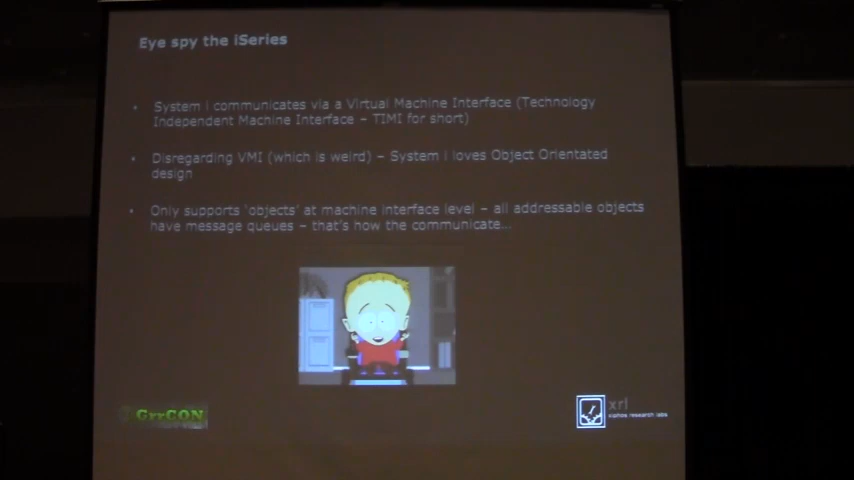 Eye spy the iSeries
• System i communicates via a Virtual Machine Interface (Technology
Independent Machine Interface – TIMI for short)
• Disregarding VMI (which is weird) – System i loves Object Orientated
design
• Only supports 'objects' at machine interface level – all addressable objects
have message queues – that's how the communicate...
GrrCON
xrl
research labs